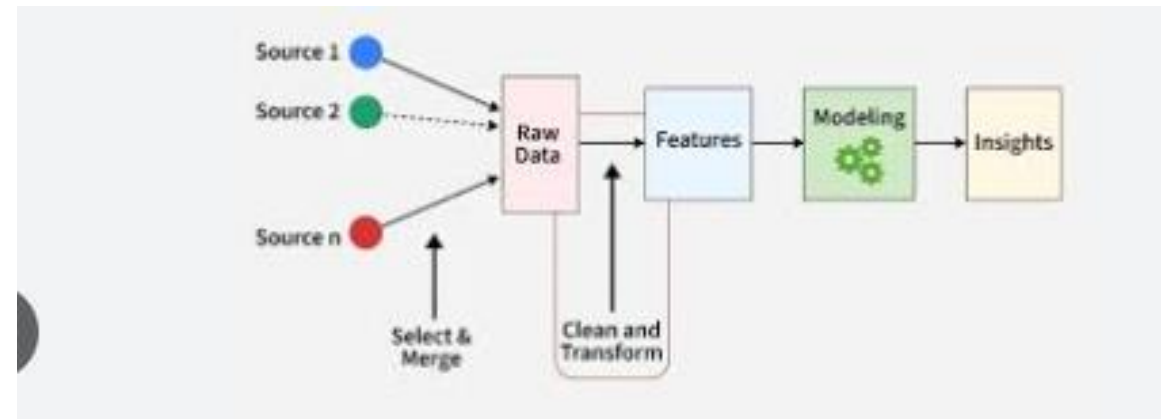 Source 1
Source 2
Source n
Select &
Merge
Raw
Data
Clean and
Transform
Features
Modeling
Insights